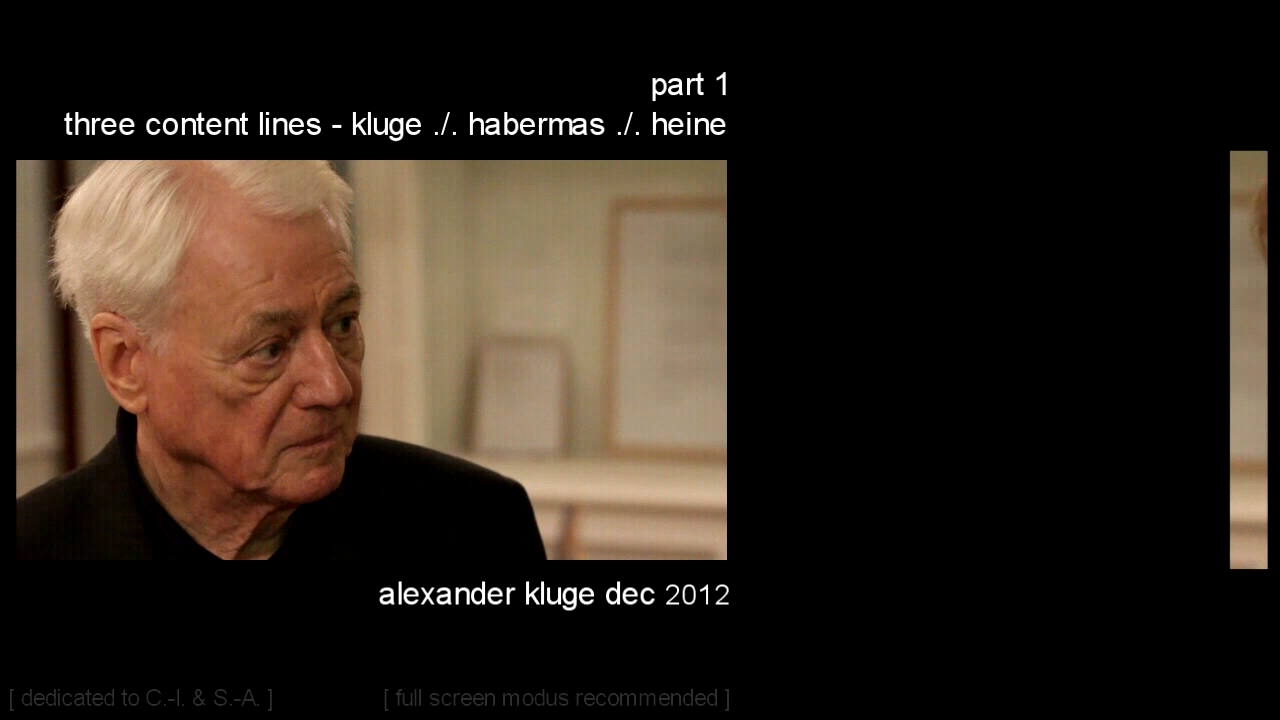 part 1
three content lines - kluge ./. habermas ./. heine
alexander kluge dec 2012
[ dedicated to C.-I. & S.-A. ]
[ full screen modus recommended ]